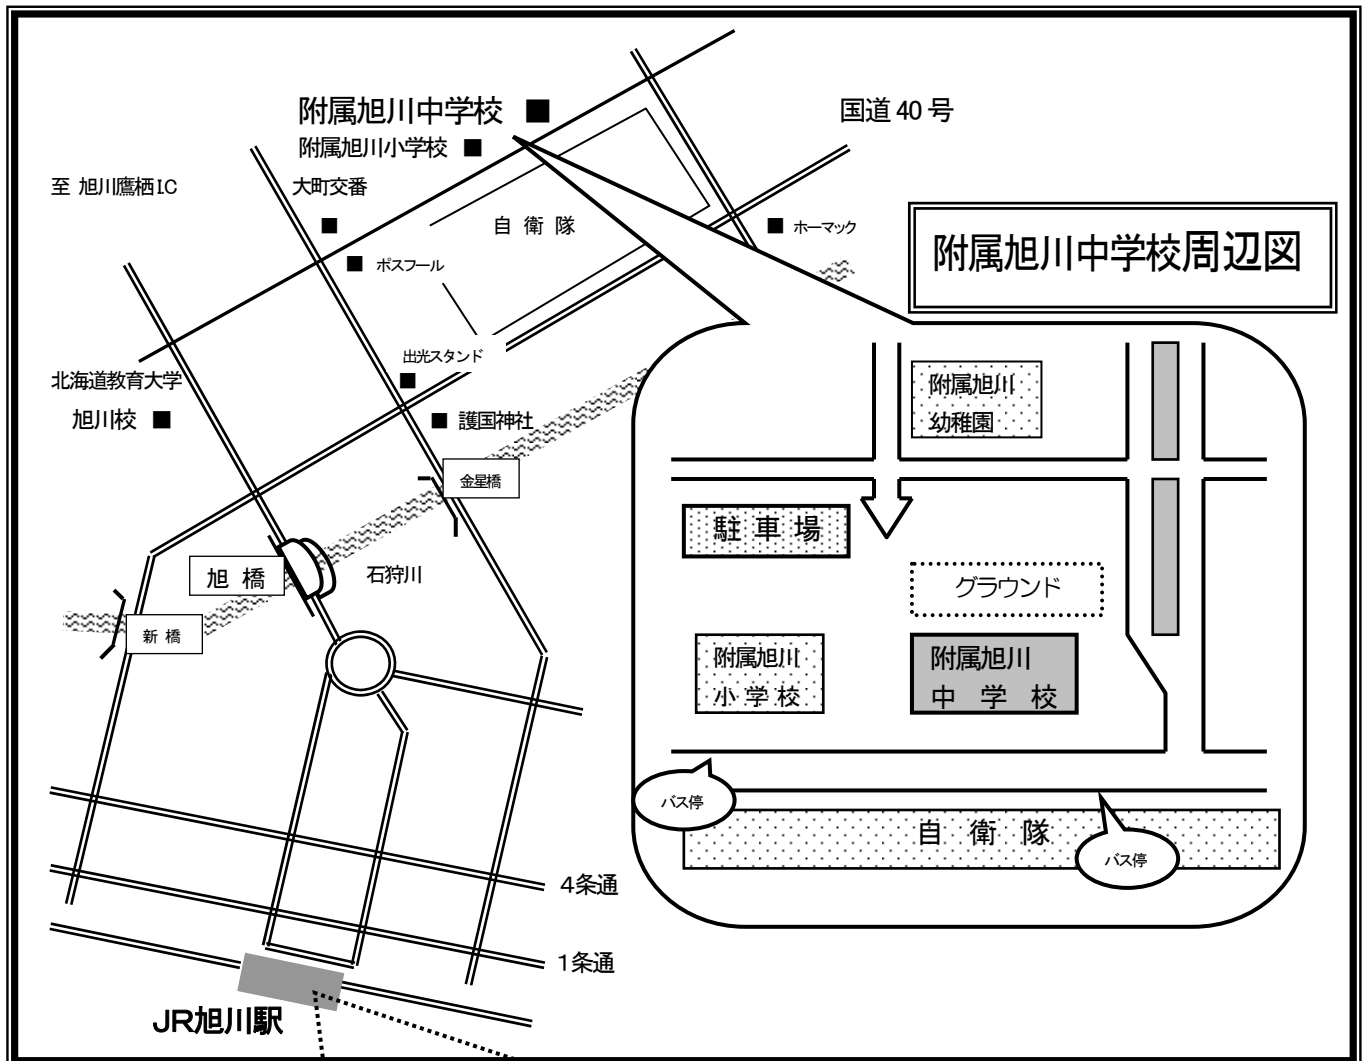 附属旭川中学校
国道 40 号
附属旭川小学校
至 旭川鷹栖IC
大町交番
自 衛 隊
ホーマック
附属旭川中学校周辺図
ポスフール
出光スタンド
北海道教育大学
旭川校
護国神社
金星橋
旭 橋
石狩川
新 橋
4条通
1条通
JR旭川駅
附属旭川
幼稚園
駐 車 場
グラウンド
附属旭川
小 学 校
附属旭川
中 学 校
バス停
自 衛 隊
バス停